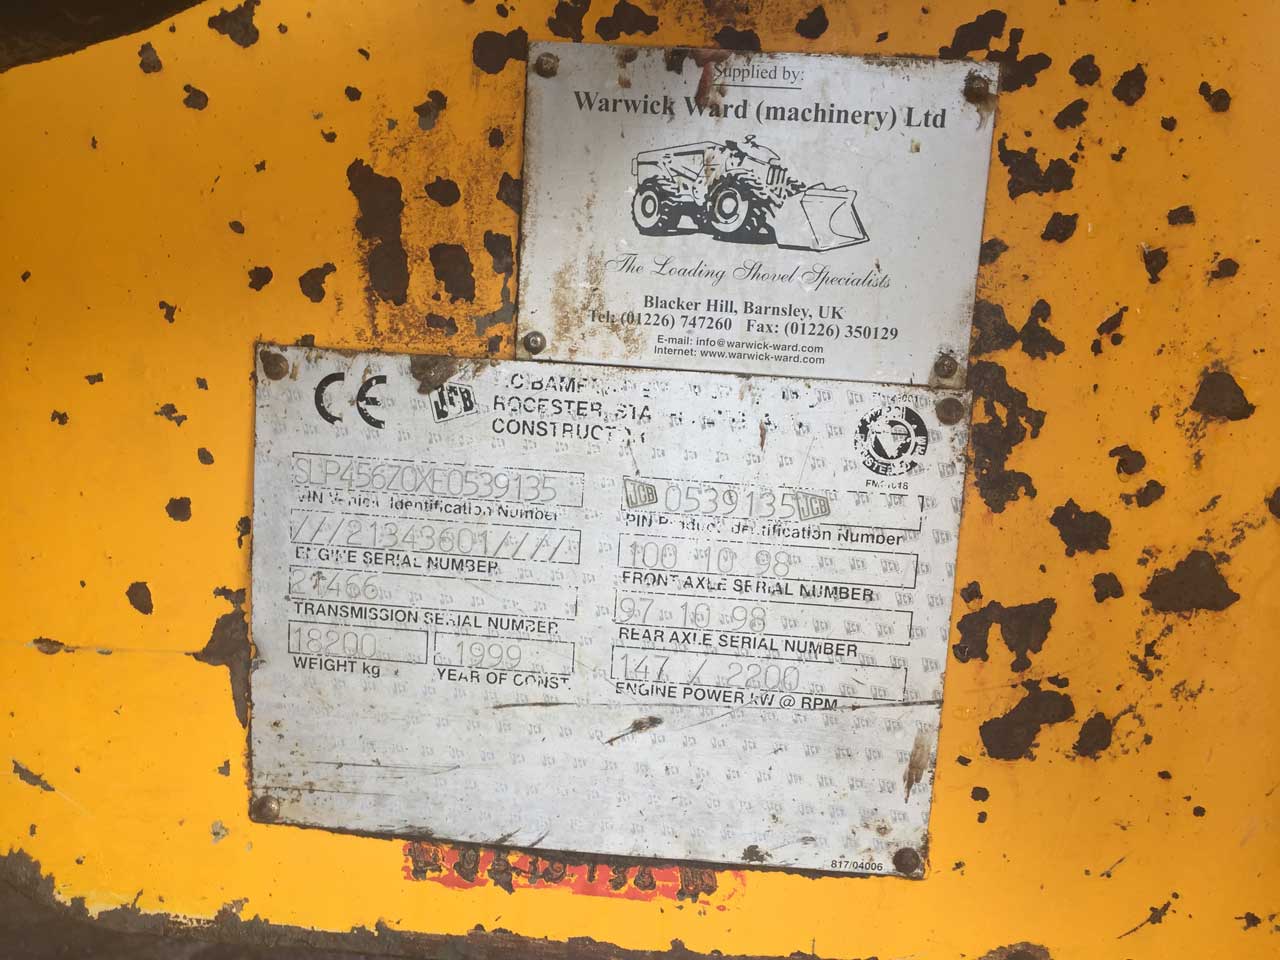 Supplied by:
Warwick Ward (machinery) Ltd
The Loading Shovel Specialists
Blacker Hill, Barnsley, UK
Tel: (01226) 747260 Fax: (01226) 350129
E-mail: info@warwick-ward.com
Internet: www.warwick-ward.com
CE JCB
ROCESTER
SLP456Z0XE0539135
VIN Vehicle Identification Number
///21343601////
ENGINE SERIAL NUMBER
21466
TRANSMISSION SERIAL NUMBER
18200
WEIGHT kg
1999
YEAR OF CONST.
JCB 0539135 JCB
PIN Product Identification Number
100 10 98
FRONT AXLE SERIAL NUMBER
97 10 98
REAR AXLE SERIAL NUMBER
147 / 2200
ENGINE POWER kW @ RPM
817/04006